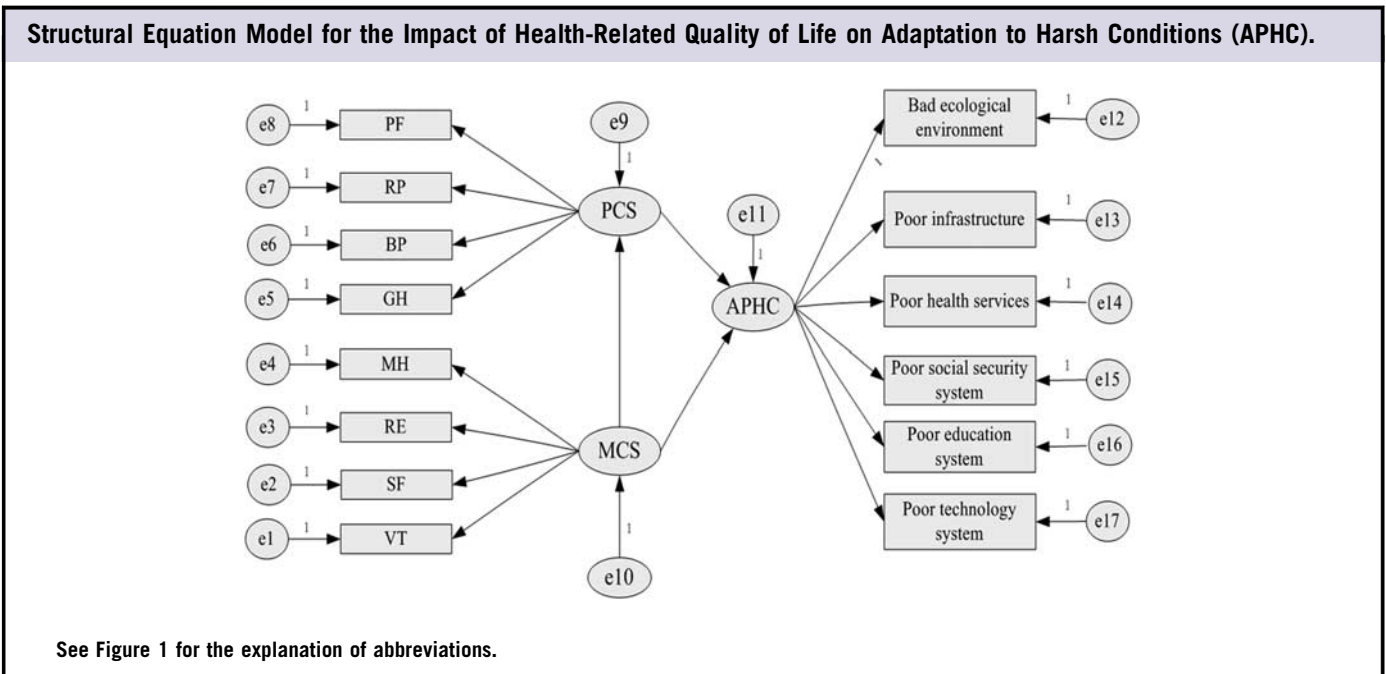 Structural Equation Model for the Impact of Health-Related Quality of Life on Adaptation to Harsh Conditions (APHC).
e8 1 PF
e7 1 RP
e6 1 BP
e5 1 GH
e4 1 MH
e3 1 RE
e2 1 SF
e1 1 VT
e9
1
PCS
MCS
1
e10
e11
1
APHC
1
Bad ecological
environment
1 e12
Poor infrastructure
1 e13
Poor health services
1 e14
Poor social security
system
1 e15
Poor education
system
1 e16
Poor technology
system
1 e17
See Figure 1 for the explanation of abbreviations.